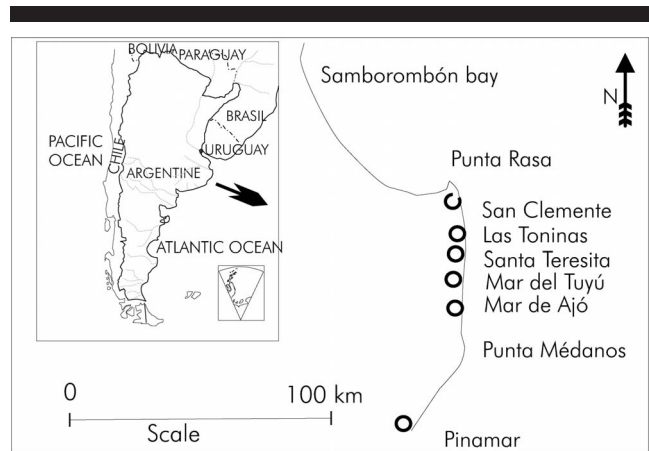 BOLIVIA
PARAGUAY
BRASIL
PACIFIC
OCEAN
CHILE
URUGUAY
ARGENTINE
ATLANTIC OCEAN
Samborombón bay
N
Punta Rasa
San Clemente
Las Toninas
Santa Teresita
Mar del Tuyú
Mar de Ajó
Punta Médanos
0
100 km
Scale
Pinamar